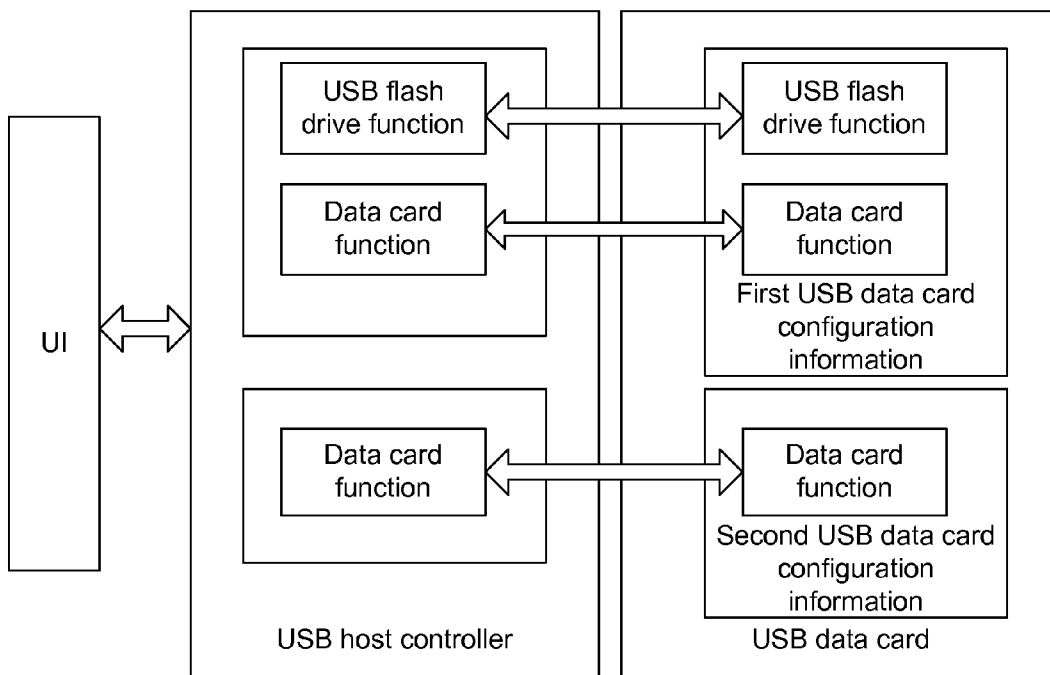 UI
USB flash
drive function
Data card
function
Data card
function
USB host controller
USB flash
drive function
Data card
function
First USB data card
configuration
information
Data card
function
Second USB data card
configuration
information
USB data card